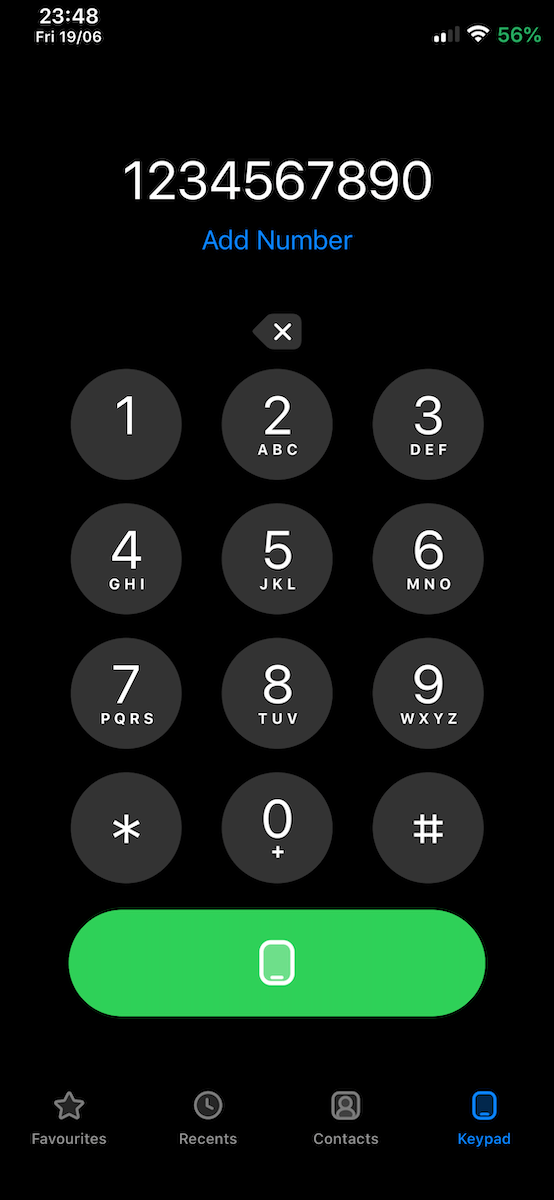 23:48
Fri 19/06
56%
1234567890
Add Number
1
2
ABC
3
DEF
4
GHI
5
JKL
6
MNO
7
PQRS
8
TUV
9
WXYZ
*
0
+
#
Favourites
Recents
Contacts
Keypad